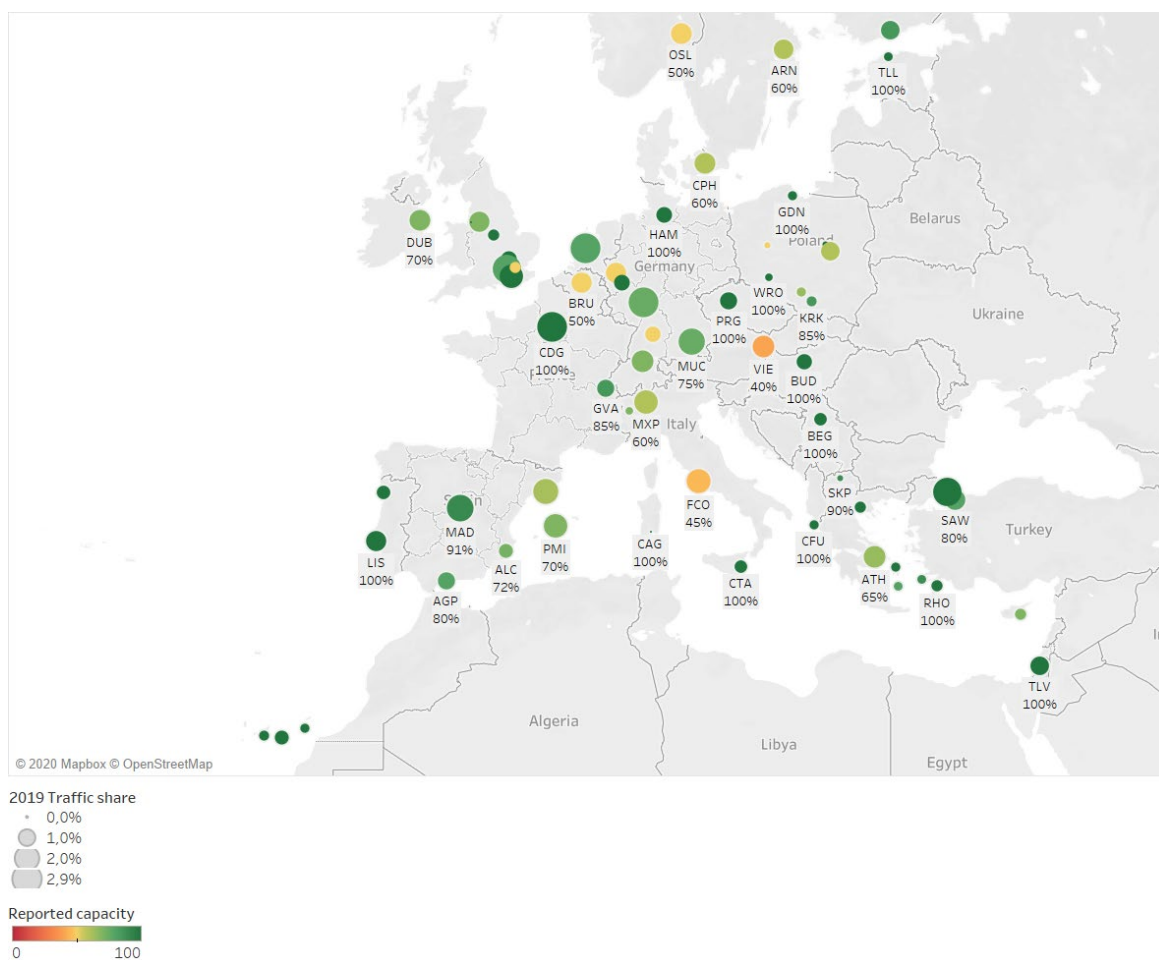 OSL
50%
ARN
60%
TLL
100%
CPH
60%
GDN
100%
Belarus
DUB
70%
HAM
100%
Poland
Germany
BRU
50%
WRO
100%
KRK
85%
Ukraine
PRG
100%
CDG
100%
MUC
75%
VIE
40%
BUD
100%
GVA
85%
MXP
60%
Italy
BEG
100%
FCO
45%
SKP
90%
SAW
80%
Turkey
MAD
91%
PMI
70%
CAG
100%
CFU
100%
LIS
100%
ALC
72%
CTA
100%
ATH
65%
AGP
80%
RHO
100%
TLV
100%
Algeria
Libya
Egypt
© 2020 Mapbox © OpenStreetMap
2019 Traffic share
0,0%
1,0%
2,0%
2,9%
Reported capacity
0 100